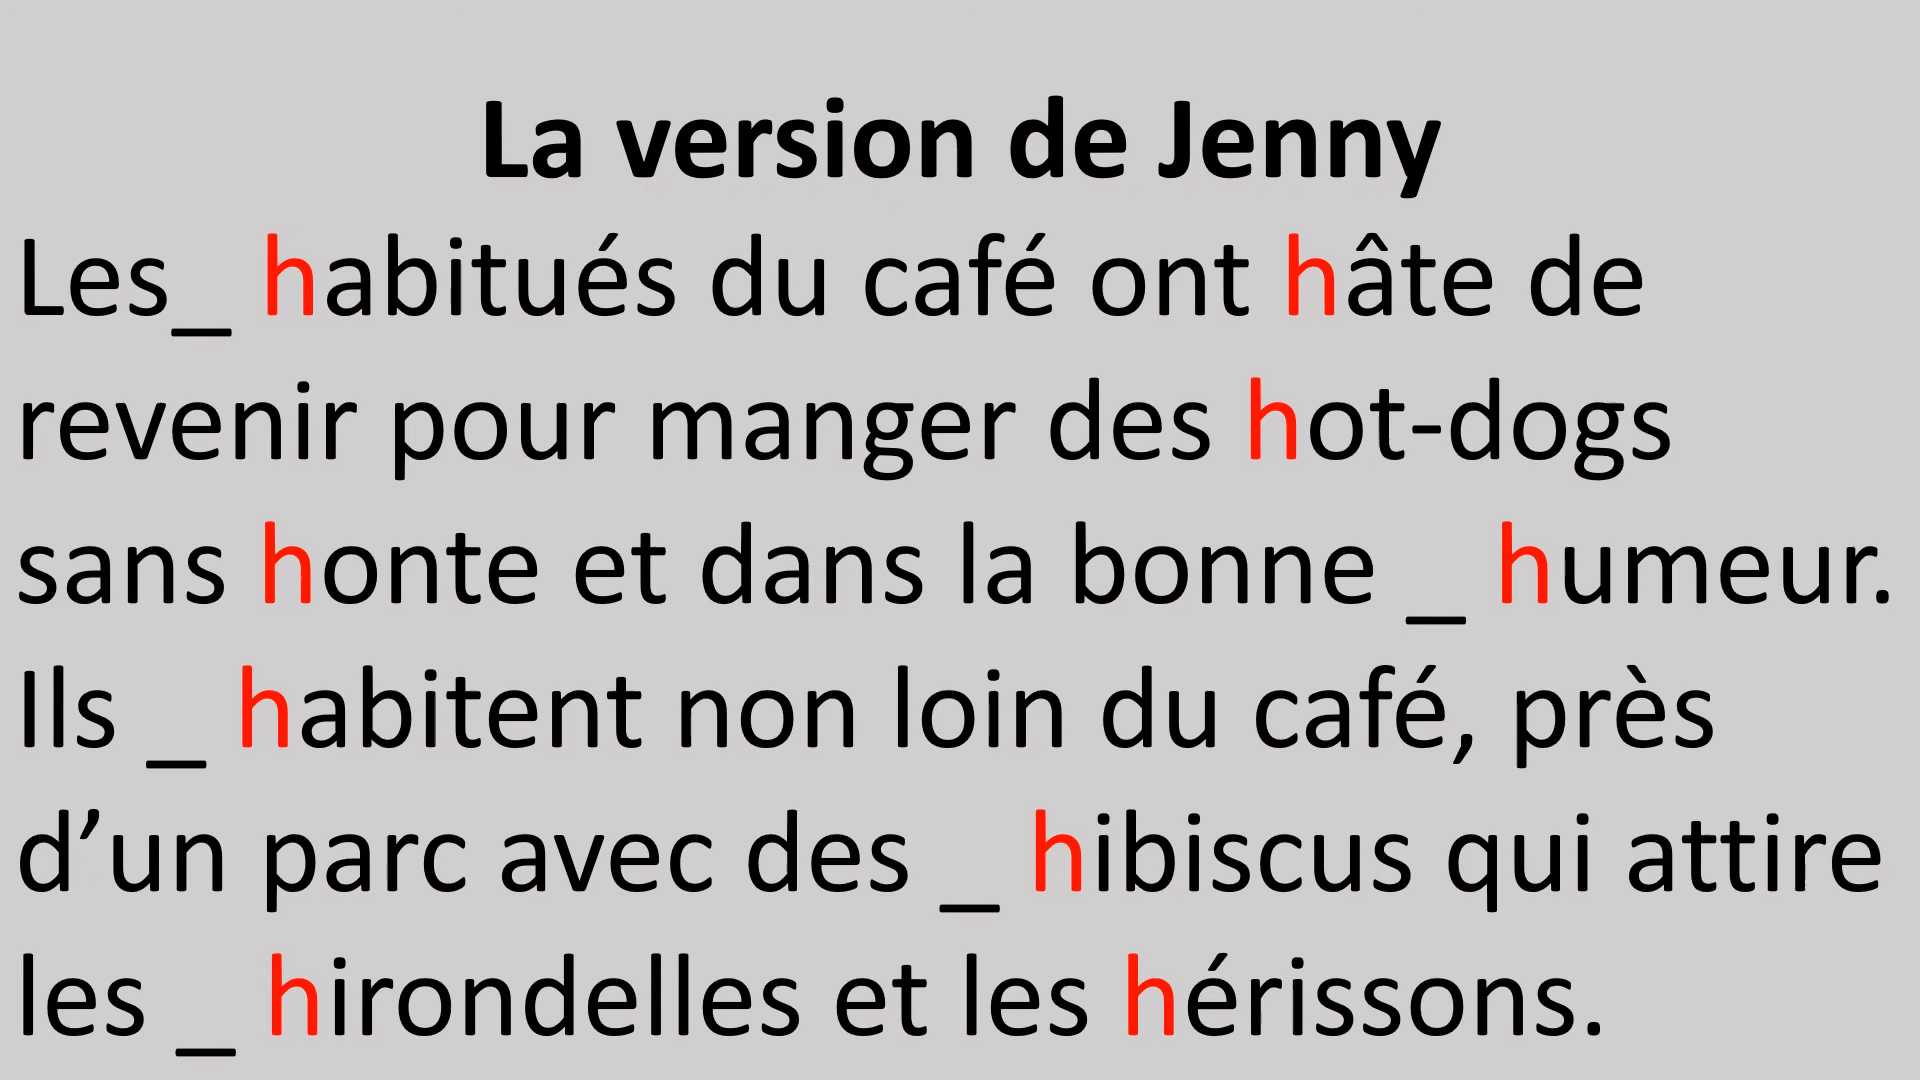 La version de Jenny
Les_ habitués du café ont hâte de
revenir pour manger des hot-dogs
sans honte et dans la bonne _ humeur.
Ils _ habitent non loin du café, près
d’un parc avec des _ hibiscus qui attire
les _ hirondelles et les hérissons.